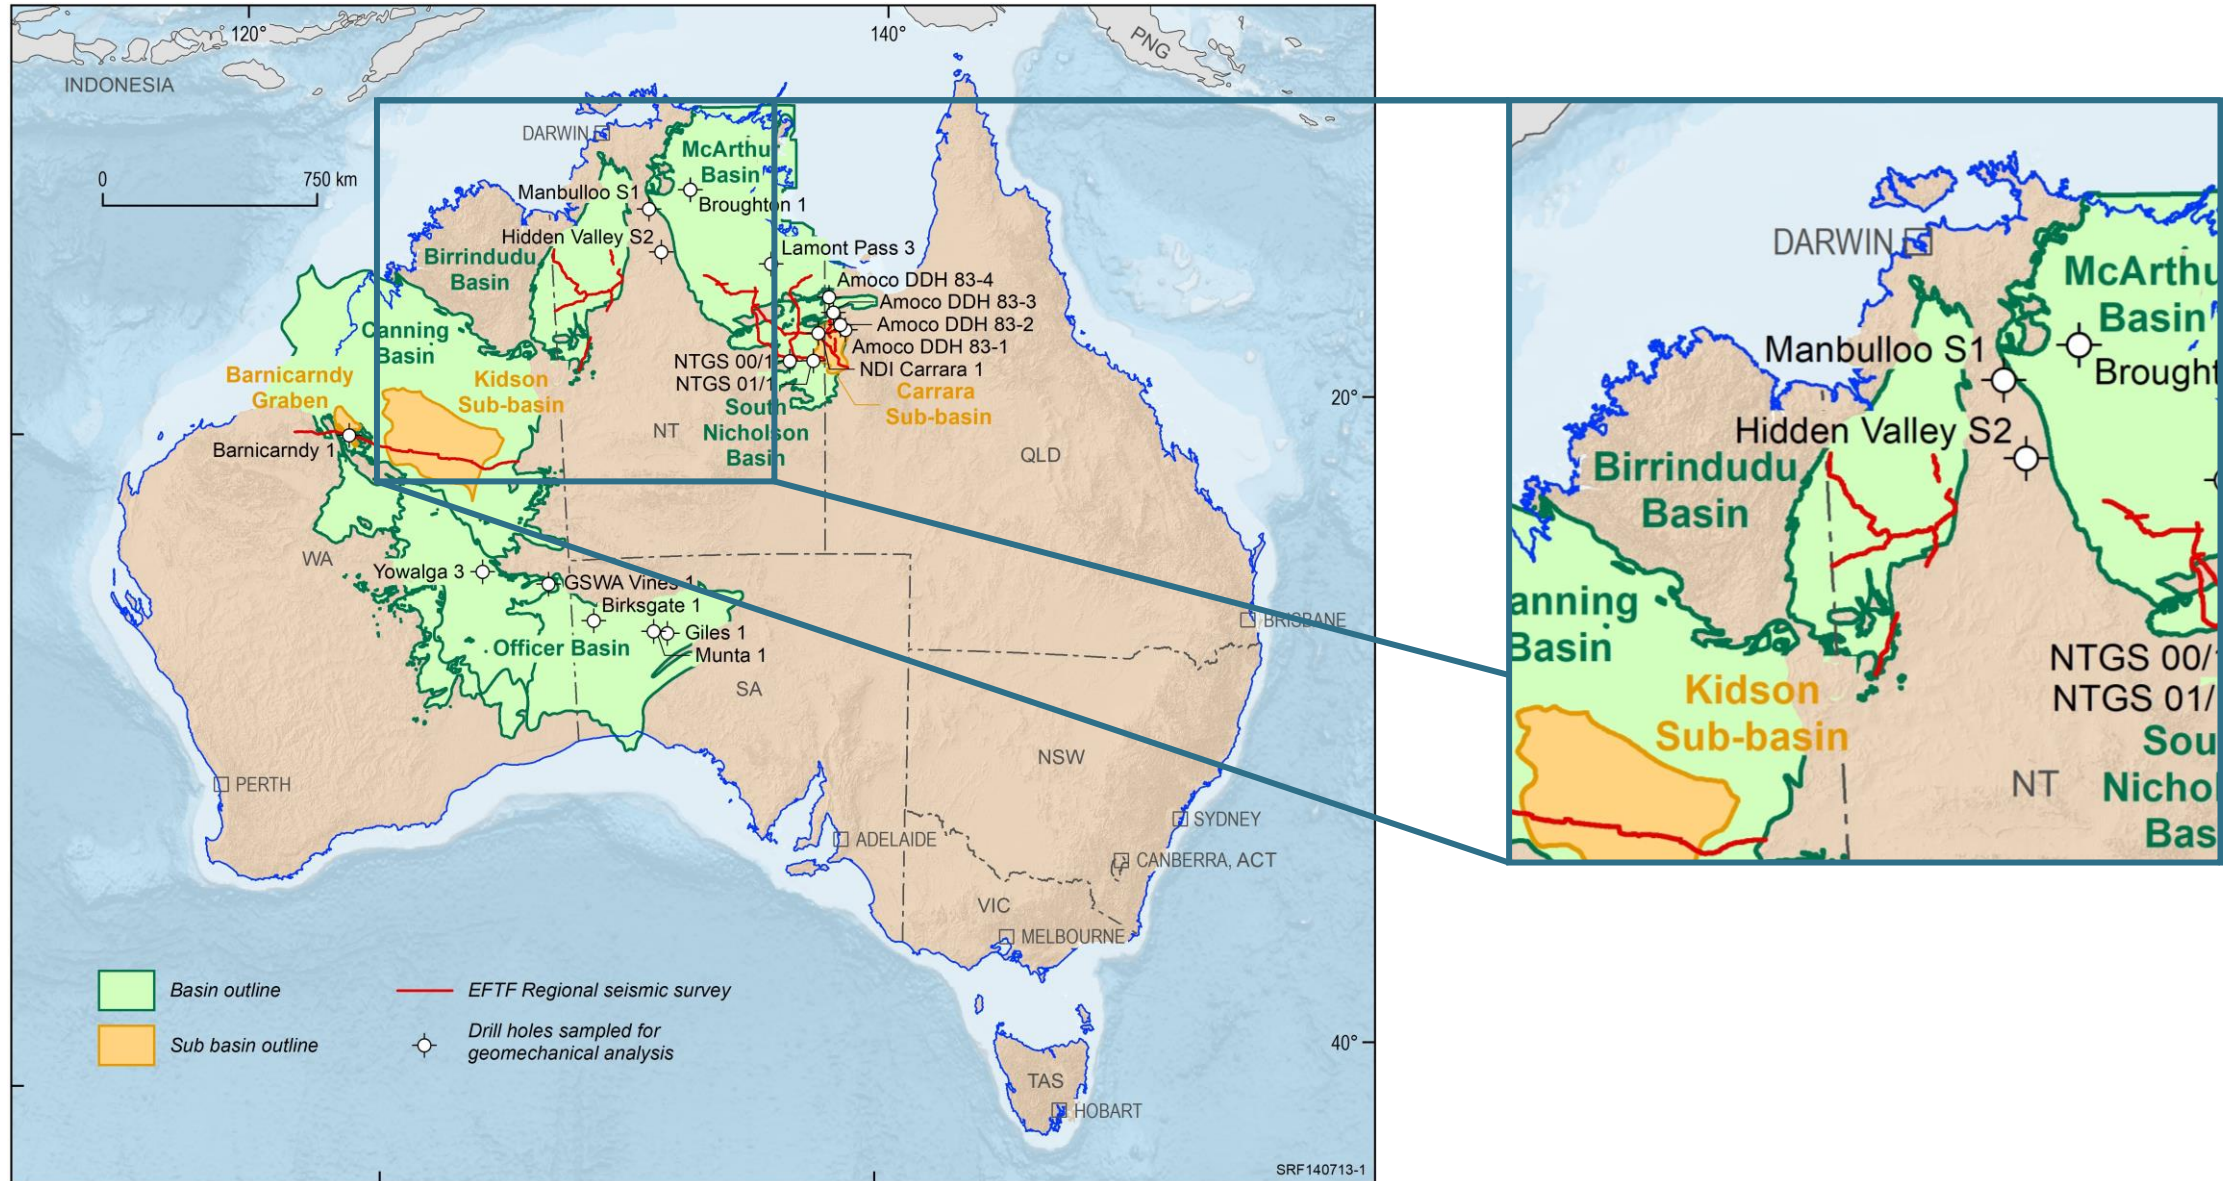 120°
140°
PNG
INDONESIA
DARWIN
0
750 km
McArthu
Basin
Manbulloo S1
Broughton 1
Hidden Valley S2
Lamont Pass 3
Birrindudu
Basin
Amoco DDH 83-4
Amoco DDH 83-3
Amoco DDH 83-2
Amoco DDH 83-1
Canning
Basin
NTGS 00/1
NDI Carrara 1
NTGS 01/1
Barnicarndy
Graben
Kidson
Sub-basin
Carrara
Sub-basin
20°
South
Nicholson
Basin
NT
Barnicarndy 1
QLD
WA
Yowalga 3
GSWA Vines 1
Birksgate 1
BRISBANE
Giles 1
Officer Basin
Munta 1
SA
NSW
PERTH
SYDNEY
ADELAIDE
CANBERRA, ACT
VIC
MELBOURNE
Basin outline
EFTF Regional seismic survey
Sub basin outline
Drill holes sampled for
geomechanical analysis
40°
TAS
HOBART
SRF140713-1
DARWIN
McArthu
Basin
Manbulloo S1
Brought
Hidden Valley S2
Birrindudu
Basin
anning
Basin
NTGS 00/1
NTGS 01/
Kidson
Sub-basin
Sou
Nichol
Bas
NT